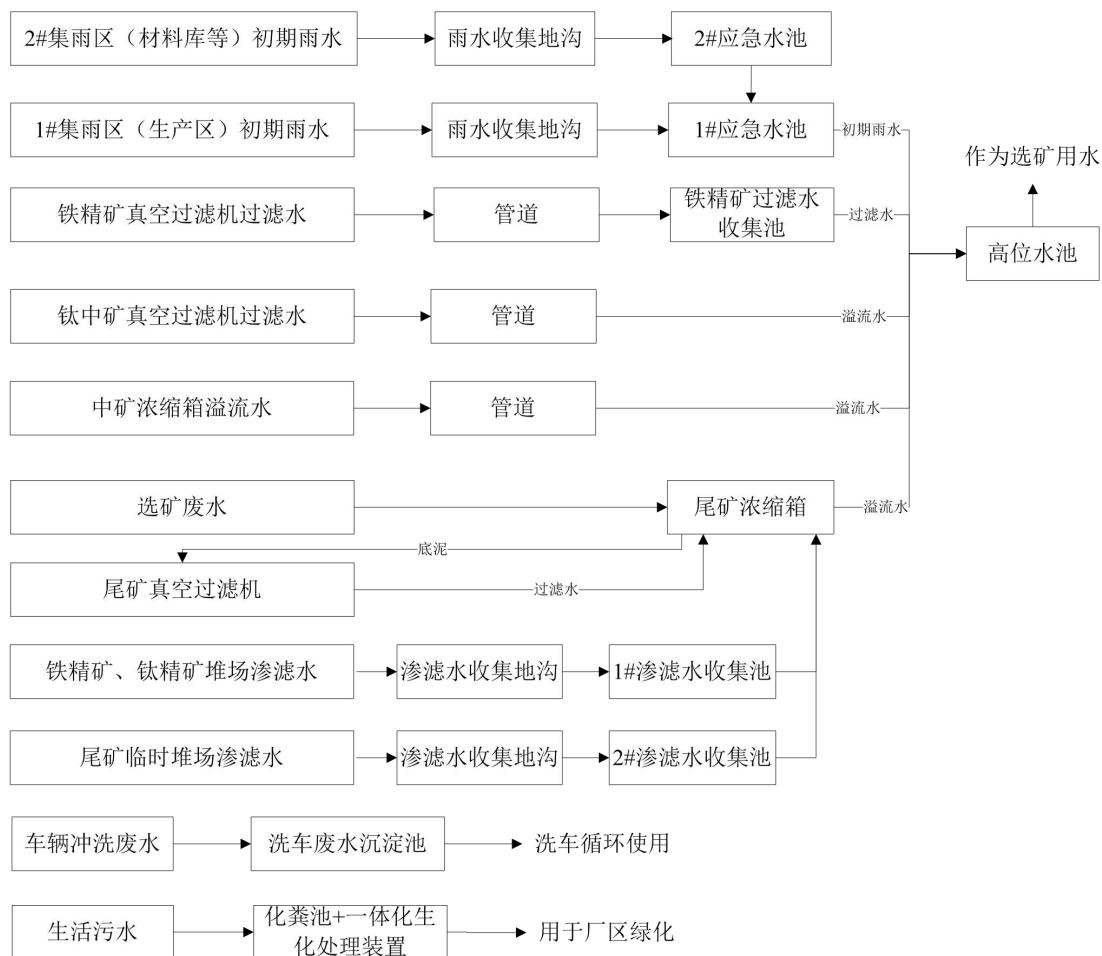 2#集雨区（材料库等）初期雨水
雨水收集地沟
2#应急水池
1#集雨区（生产区）初期雨水
雨水收集地沟
1#应急水池
初期雨水
作为选矿用水
铁精矿真空过滤机过滤水
管道
铁精矿过滤水
收集池
过滤水
高位水池
钛中矿真空过滤机过滤水
管道
溢流水
中矿浓缩箱溢流水
管道
溢流水
选矿废水
尾矿浓缩箱
溢流水
底泥
尾矿真空过滤机
过滤水
铁精矿、钛精矿堆场渗滤水
渗滤水收集地沟
1#渗滤水收集池
尾矿临时堆场渗滤水
渗滤水收集地沟
2#渗滤水收集池
车辆冲洗废水
洗车废水沉淀池
洗车循环使用
生活污水
化粪池+一体化生
化处理装置
用于厂区绿化